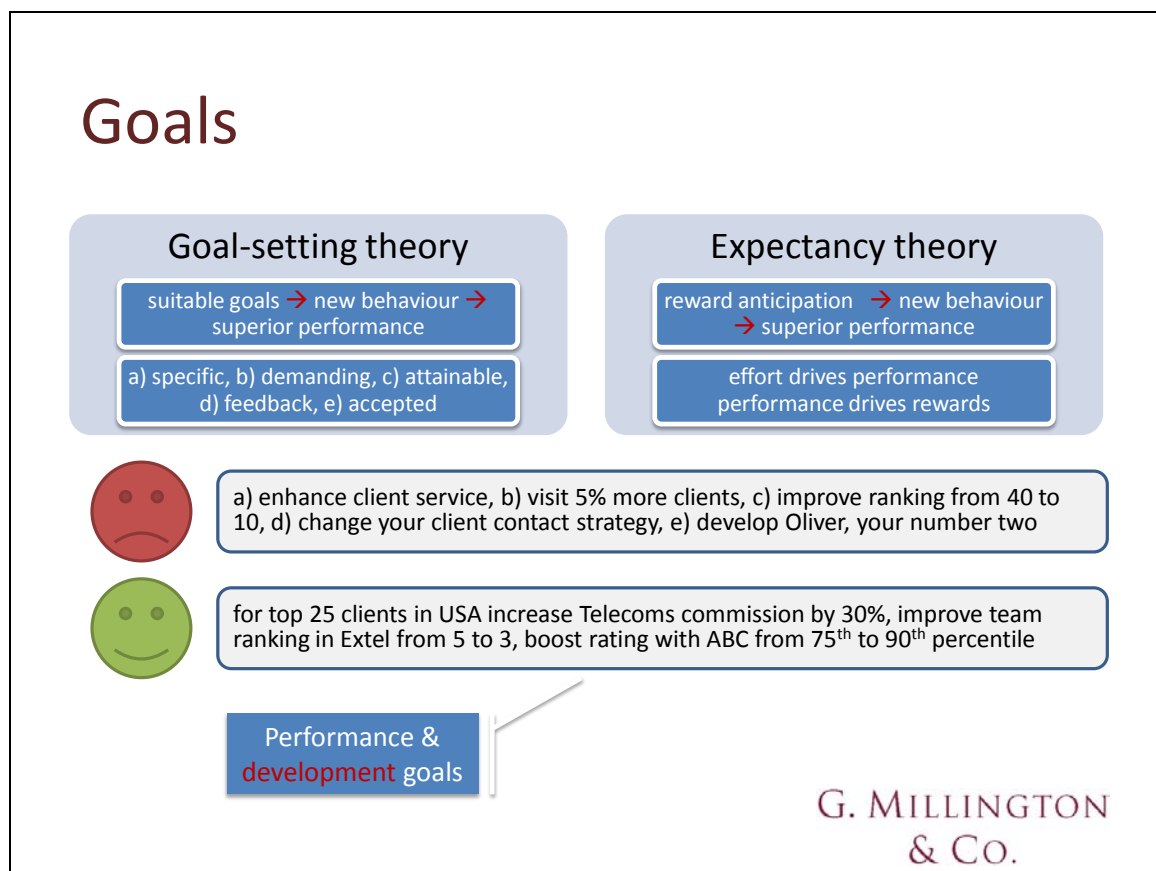 Goals
Goal-setting theory
suitable goals → new behaviour →
superior performance
a) specific, b) demanding, c) attainable,
d) feedback, e) accepted
Expectancy theory
reward anticipation → new behaviour
→ superior performance
effort drives performance
performance drives rewards
a) enhance client service, b) visit 5% more clients, c) improve ranking from 40 to
10, d) change your client contact strategy, e) develop Oliver, your number two
for top 25 clients in USA increase Telecoms commission by 30%, improve team
ranking in Extel from 5 to 3, boost rating with ABC from 75th to 90th percentile
Performance &
development goals
G. MILLINGTON
& CO.